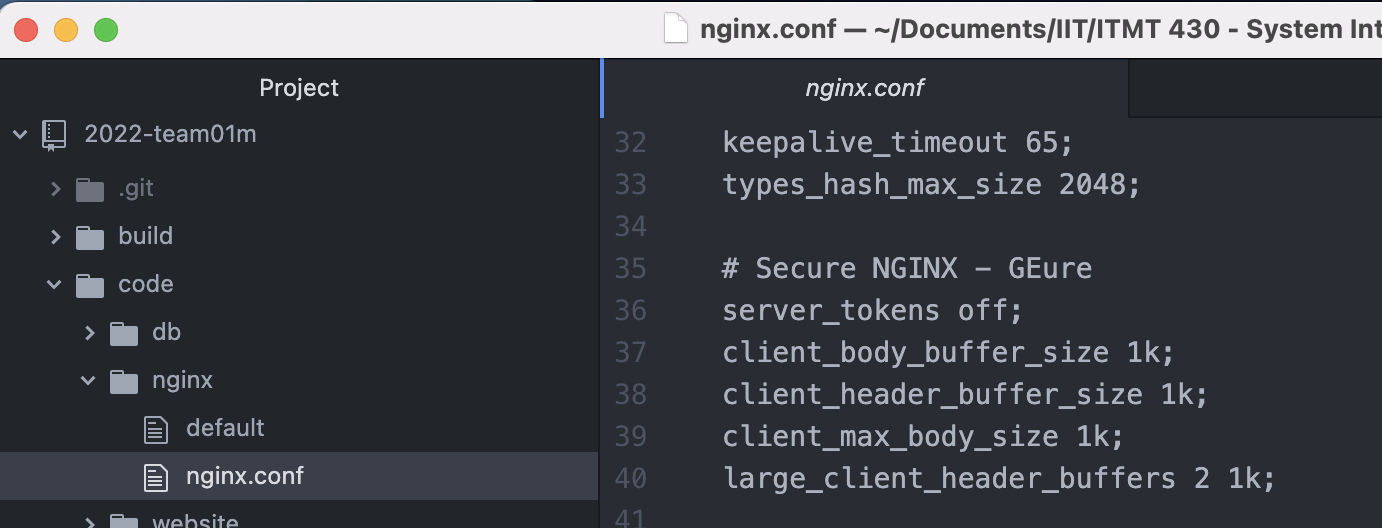 nginx.conf — ~/Documents/IIT/ITMT 430 - System Int
Project
2022-team01m
.git
build
code
db
nginx
default
nginx.conf
website
nginx.conf
32 keepalive_timeout 65;
33 types_hash_max_size 2048;
34
35 # Secure NGINX - GEure
36 server_tokens off;
37 client_body_buffer_size 1k;
38 client_header_buffer_size 1k;
39 client_max_body_size 1k;
40 large_client_header_buffers 2 1k;
41